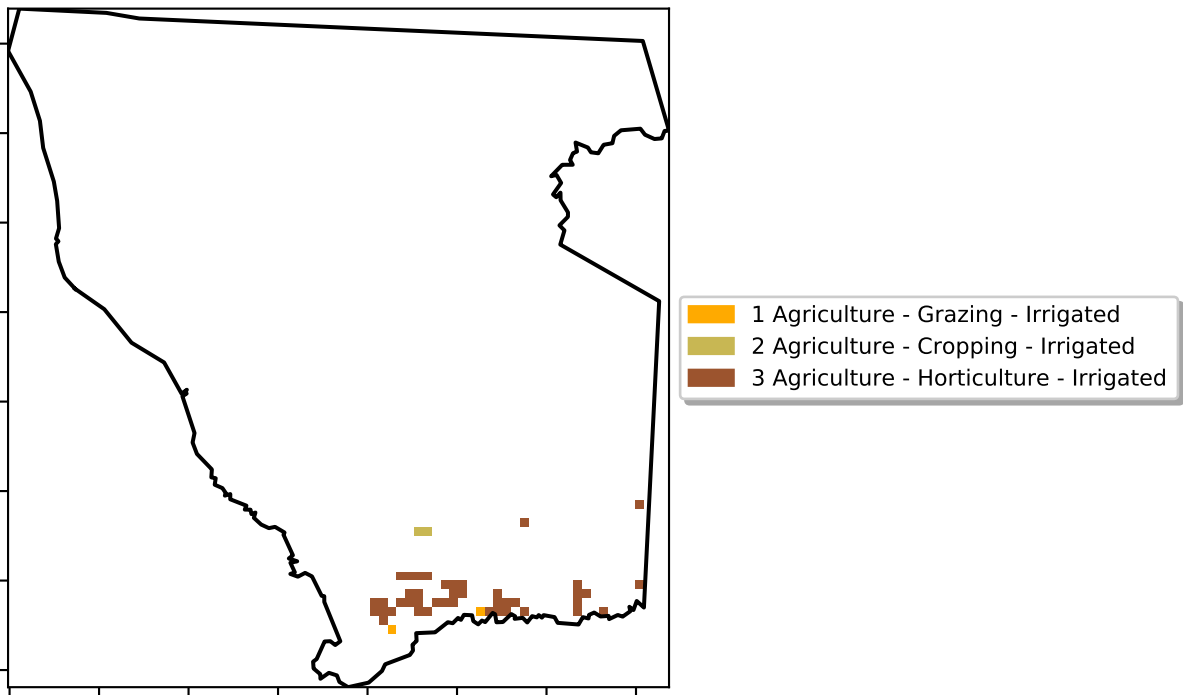 1 Agriculture - Grazing - Irrigated
2 Agriculture - Cropping - Irrigated
3 Agriculture - Horticulture - Irrigated